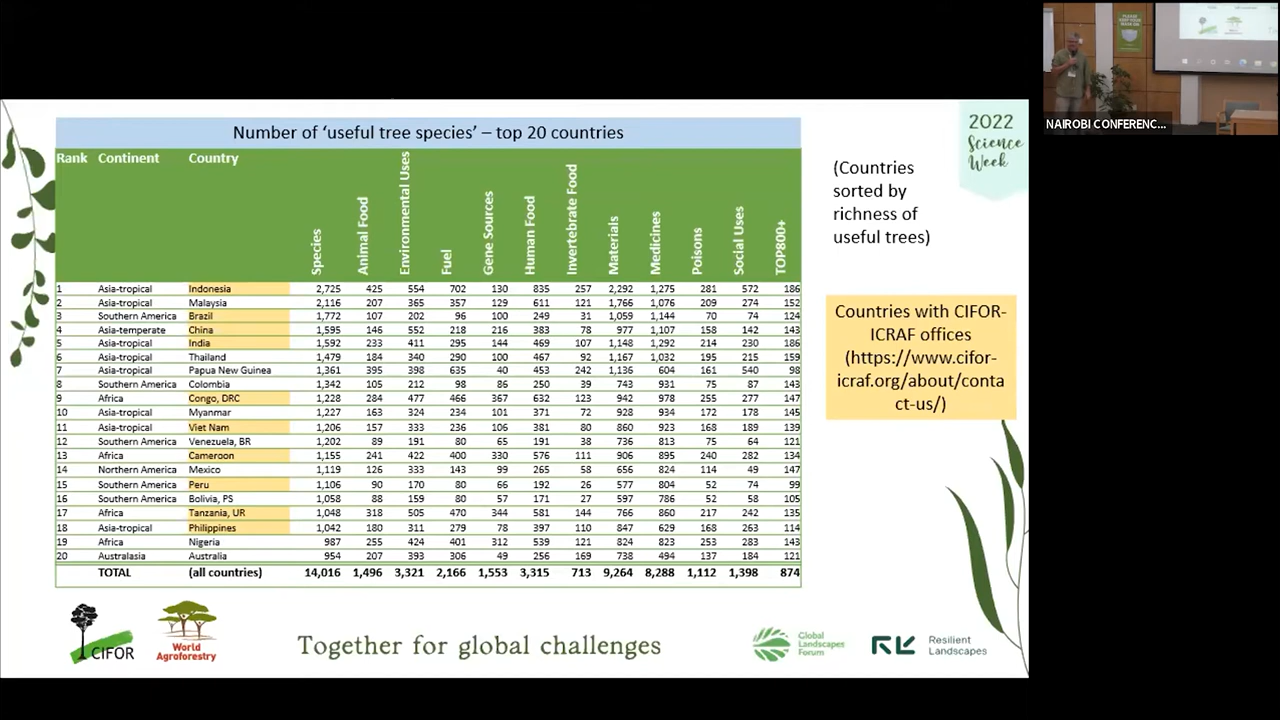 Number of ‘useful tree species’ – top 20 countries
Rank Continent Country Species Animal Food Environmental Uses Fuel Gene Sources Human Food Invertebrate Food Materials Medicines Poisons Social Uses TOP800+
1 Asia-tropical Indonesia 2,725 425 554 702 130 835 257 2,292 1,275 281 572 186
2 Asia-tropical Malaysia 2,116 207 365 357 129 611 121 1,766 1,076 209 274 152
3 Southern America Brazil 1,772 107 202 96 100 249 31 1,059 1,144 70 74 124
4 Asia-temperate China 1,595 146 552 218 216 383 78 977 1,107 158 142 143
5 Asia-tropical India 1,592 233 411 295 144 469 107 1,148 1,292 214 230 186
6 Asia-tropical Thailand 1,479 184 340 290 100 467 92 1,167 1,032 195 215 159
7 Asia-tropical Papua New Guinea 1,361 395 398 635 40 453 242 1,136 604 161 540 98
8 Southern America Colombia 1,342 105 212 98 86 250 39 743 931 75 87 143
9 Africa Congo, DRC 1,228 284 477 466 367 632 123 942 978 255 277 147
10 Asia-tropical Myanmar 1,227 163 324 234 101 371 72 928 934 172 178 145
11 Asia-tropical Viet Nam 1,206 157 333 236 106 381 80 860 923 168 189 139
12 Southern America Venezuela, BR 1,202 89 191 80 65 191 38 736 813 75 64 121
13 Africa Cameroon 1,155 241 422 400 330 576 111 906 895 240 282 134
14 Northern America Mexico 1,119 126 333 143 99 265 58 656 824 114 49 147
15 Southern America Peru 1,106 90 170 80 66 192 26 577 804 52 74 99
16 Southern America Bolivia, PS 1,058 88 159 80 57 171 27 597 786 52 58 105
17 Africa Tanzania, UR 1,048 318 505 470 344 638 144 766 860 217 242 135
18 Asia-tropical Philippines 1,042 180 311 279 78 397 110 847 629 168 263 114
19 Africa Nigeria 987 255 424 401 312 539 121 824 823 253 283 143
20 Australasia Australia 954 207 393 306 49 256 169 738 494 137 184 121
TOTAL (all countries) 14,016 1,496 3,321 2,166 1,553 3,315 713 9,264 8,288 1,112 1,398 874
(Countries
sorted by
richness of
useful trees)
Countries with CIFOR-
ICRAF offices
(https://www.cifor-
icraf.org/about/conta
ct-us/)
2022
Science
Week
CIFOR
World
Agroforestry
Together for global challenges
Global
Landscapes
Forum
Resilient
Landscapes
NAIROBI CONFERENC...